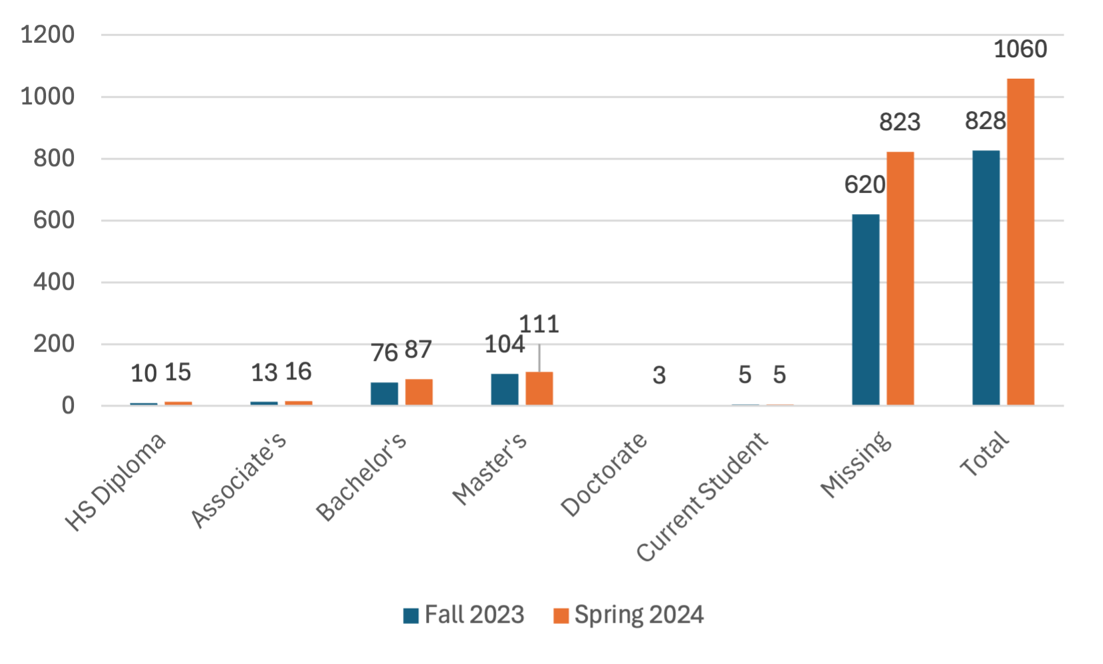 1200
1060
1000
823
828
800
620
600
400
111
200
104
76 87
10 15
13 16
3
5 5
0
HS Diploma
Associate's
Bachelor's
Master's
Doctorate
Current Student
Missing
Total
Fall 2023
Spring 2024